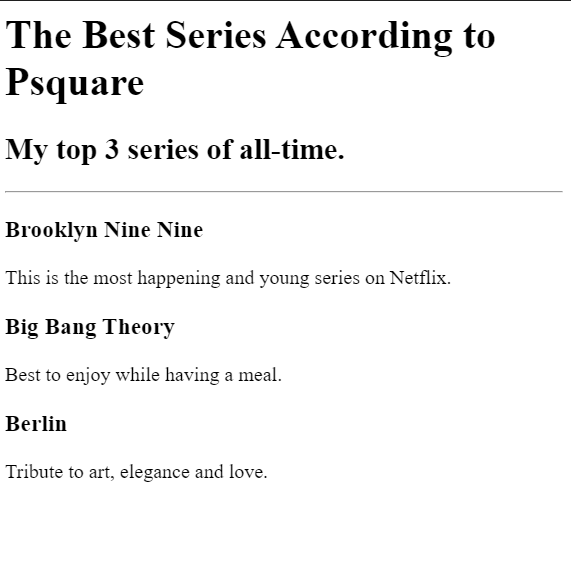 The Best Series According to
Psquare
My top 3 series of all-time.
Brooklyn Nine Nine
This is the most happening and young series on Netflix.
Big Bang Theory
Best to enjoy while having a meal.
Berlin
Tribute to art, elegance and love.